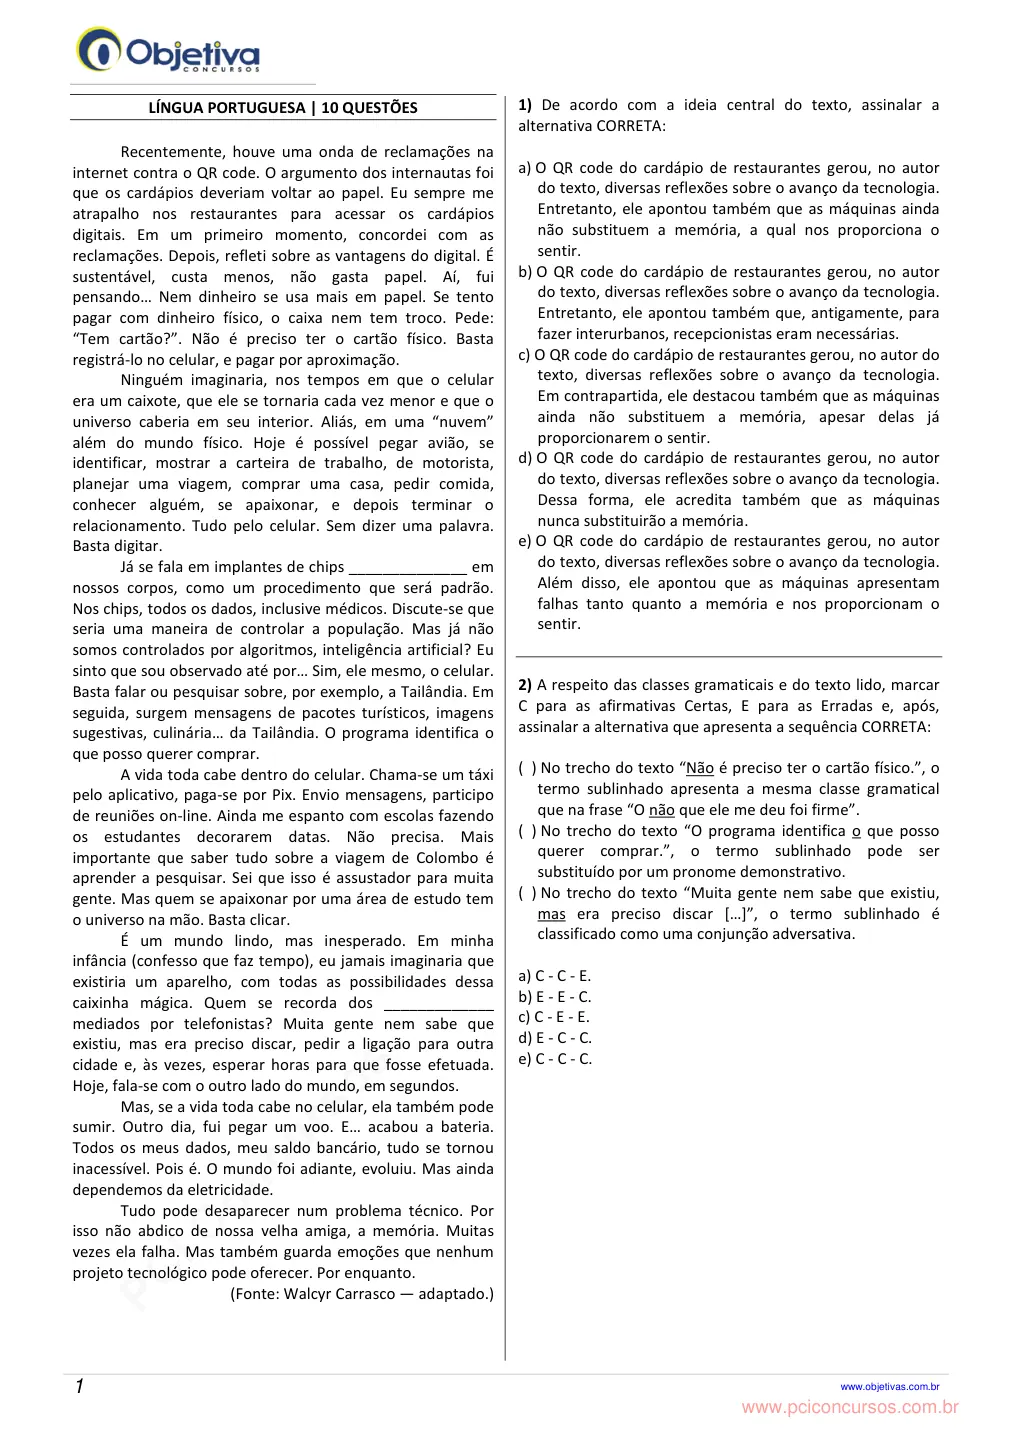 Objetiva
CONCURSOS
LÍNGUA PORTUGUESA | 10 QUESTÕES
Recentemente, houve uma onda de reclamações na
internet contra o QR code. O argumento dos internautas foi
que os cardápios deveriam voltar ao papel. Eu sempre me
atrapalho nos restaurantes para acessar os cardápios
digitais. Em um primeiro momento, concordei com as
reclamações. Depois, refleti sobre as vantagens do digital. É
sustentável, custa menos, não gasta papel. Aí, fui
pensando… Nem dinheiro se usa mais em papel. Se tento
pagar com dinheiro físico, o caixa nem tem troco. Pede:
“Tem cartão?”. Não é preciso ter o cartão físico. Basta
registrá-lo no celular, e pagar por aproximação.
Ninguém imaginaria, nos tempos em que o celular
era um caixote, que ele se tornaria cada vez menor e que o
universo caberia em seu interior. Aliás, em uma “nuvem”
além do mundo físico. Hoje é possível pegar avião, se
identificar, mostrar a carteira de trabalho, de motorista,
planejar uma viagem, comprar uma casa, pedir comida,
conhecer alguém, se apaixonar, e depois terminar o
relacionamento. Tudo pelo celular. Sem dizer uma palavra.
Basta digitar.
Já se fala em implantes de chips ______________ em
nossos corpos, como um procedimento que será padrão.
Nos chips, todos os dados, inclusive médicos. Discute-se que
seria uma maneira de controlar a população. Mas já não
somos controlados por algoritmos, inteligência artificial? Eu
sinto que sou observado até por… Sim, ele mesmo, o celular.
Basta falar ou pesquisar sobre, por exemplo, a Tailândia. Em
seguida, surgem mensagens de pacotes turísticos, imagens
sugestivas, culinária… da Tailândia. O programa identifica o
que posso querer comprar.
A vida toda cabe dentro do celular. Chama-se um táxi
pelo aplicativo, paga-se por Pix. Envio mensagens, participo
de reuniões on-line. Ainda me espanto com escolas fazendo
os estudantes decorarem datas. Não precisa. Mais
importante que saber tudo sobre a viagem de Colombo é
aprender a pesquisar. Sei que isso é assustador para muita
gente. Mas quem se apaixonar por uma área de estudo tem
o universo na mão. Basta clicar.
É um mundo lindo, mas inesperado. Em minha
infância (confesso que faz tempo), eu jamais imaginaria que
existiria um aparelho, com todas as possibilidades dessa
caixinha mágica. Quem se recorda dos _____________
mediados por telefonistas? Muita gente nem sabe que
existiu, mas era preciso discar, pedir a ligação para outra
cidade e, às vezes, esperar horas para que fosse efetuada.
Hoje, fala-se com o outro lado do mundo, em segundos.
Mas, se a vida toda cabe no celular, ela também pode
sumir. Outro dia, fui pegar um voo. E… acabou a bateria.
Todos os meus dados, meu saldo bancário, tudo se tornou
inacessível. Pois é. O mundo foi adiante, evoluiu. Mas ainda
dependemos da eletricidade.
Tudo pode desaparecer num problema técnico. Por
isso não abdico de nossa velha amiga, a memória. Muitas
vezes ela falha. Mas também guarda emoções que nenhum
projeto tecnológico pode oferecer. Por enquanto.
(Fonte: Walcyr Carrasco — adaptado.)
1) De acordo com a ideia central do texto, assinalar a
alternativa CORRETA:
a) O QR code do cardápio de restaurantes gerou, no autor
do texto, diversas reflexões sobre o avanço da tecnologia.
Entretanto, ele apontou também que as máquinas ainda
não substituem a memória, a qual nos proporciona o
sentir.
b) O QR code do cardápio de restaurantes gerou, no autor
do texto, diversas reflexões sobre o avanço da tecnologia.
Entretanto, ele apontou também que, antigamente, para
fazer interurbanos, recepcionistas eram necessárias.
c) O QR code do cardápio de restaurantes gerou, no autor do
texto, diversas reflexões sobre o avanço da tecnologia.
Em contrapartida, ele destacou também que as máquinas
ainda não substituem a memória, apesar delas já
proporcionarem o sentir.
d) O QR code do cardápio de restaurantes gerou, no autor
do texto, diversas reflexões sobre o avanço da tecnologia.
Dessa forma, ele acredita também que as máquinas
nunca substituirão a memória.
e) O QR code do cardápio de restaurantes gerou, no autor
do texto, diversas reflexões sobre o avanço da tecnologia.
Além disso, ele apontou que as máquinas apresentam
falhas tanto quanto a memória e nos proporcionam o
sentir.
2) A respeito das classes gramaticais e do texto lido, marcar
C para as afirmativas Certas, E para as Erradas e, após,
assinalar a alternativa que apresenta a sequência CORRETA:
( ) No trecho do texto “Não é preciso ter o cartão físico.”, o
termo sublinhado apresenta a mesma classe gramatical
que na frase “O não que ele me deu foi firme”.
( ) No trecho do texto “O programa identifica o que posso
querer comprar.”, o termo sublinhado pode ser
substituído por um pronome demonstrativo.
( ) No trecho do texto “Muita gente nem sabe que existiu,
mas era preciso discar […]”, o termo sublinhado é
classificado como uma conjunção adversativa.
a) C - C - E.
b) E - E - C.
c) C - E - E.
d) E - C - C.
e) C - C - C.
1
www.objetivas.com.br
www.pciconcursos.com.br